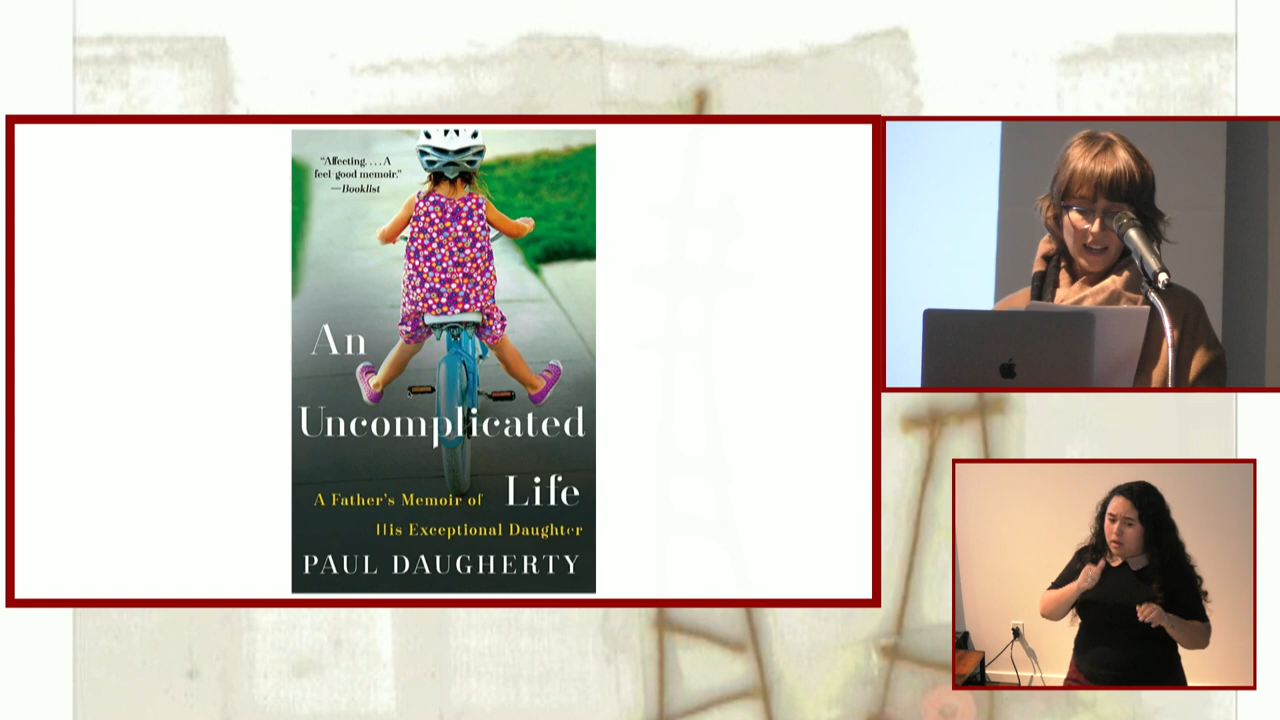 “Affecting. . . . A
feel-good memoir.”
—Booklist
An
Uncomplicated
Life
A Father’s Memoir of
His Exceptional Daughter
PAUL DAUGHERTY